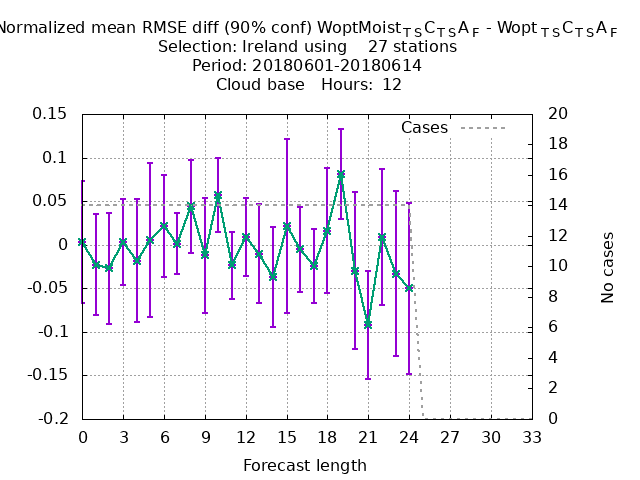 Normalized mean RMSE diff (90% conf) WoptMoist T S C T S A F - Wopt T S C T S A F
Selection: Ireland using 27 stations
Period: 20180601-20180614
Cloud base Hours: 12
Cases
0.15
0.1
0.05
0
-0.05
-0.1
-0.15
-0.2
20
18
16
14
12
10
8
6
4
2
0
No cases
0 3 6 9 12 15 18 21 24 27 30 33
Forecast length